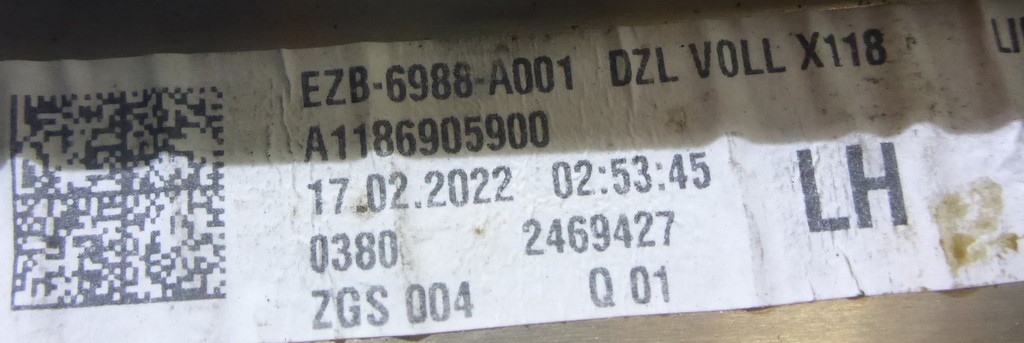 EZB-6988-A001 DZL VOLL X118
A1186905900
17.02.2022 02:53:45
LH
0380 2469427
ZGS 004 Q 01